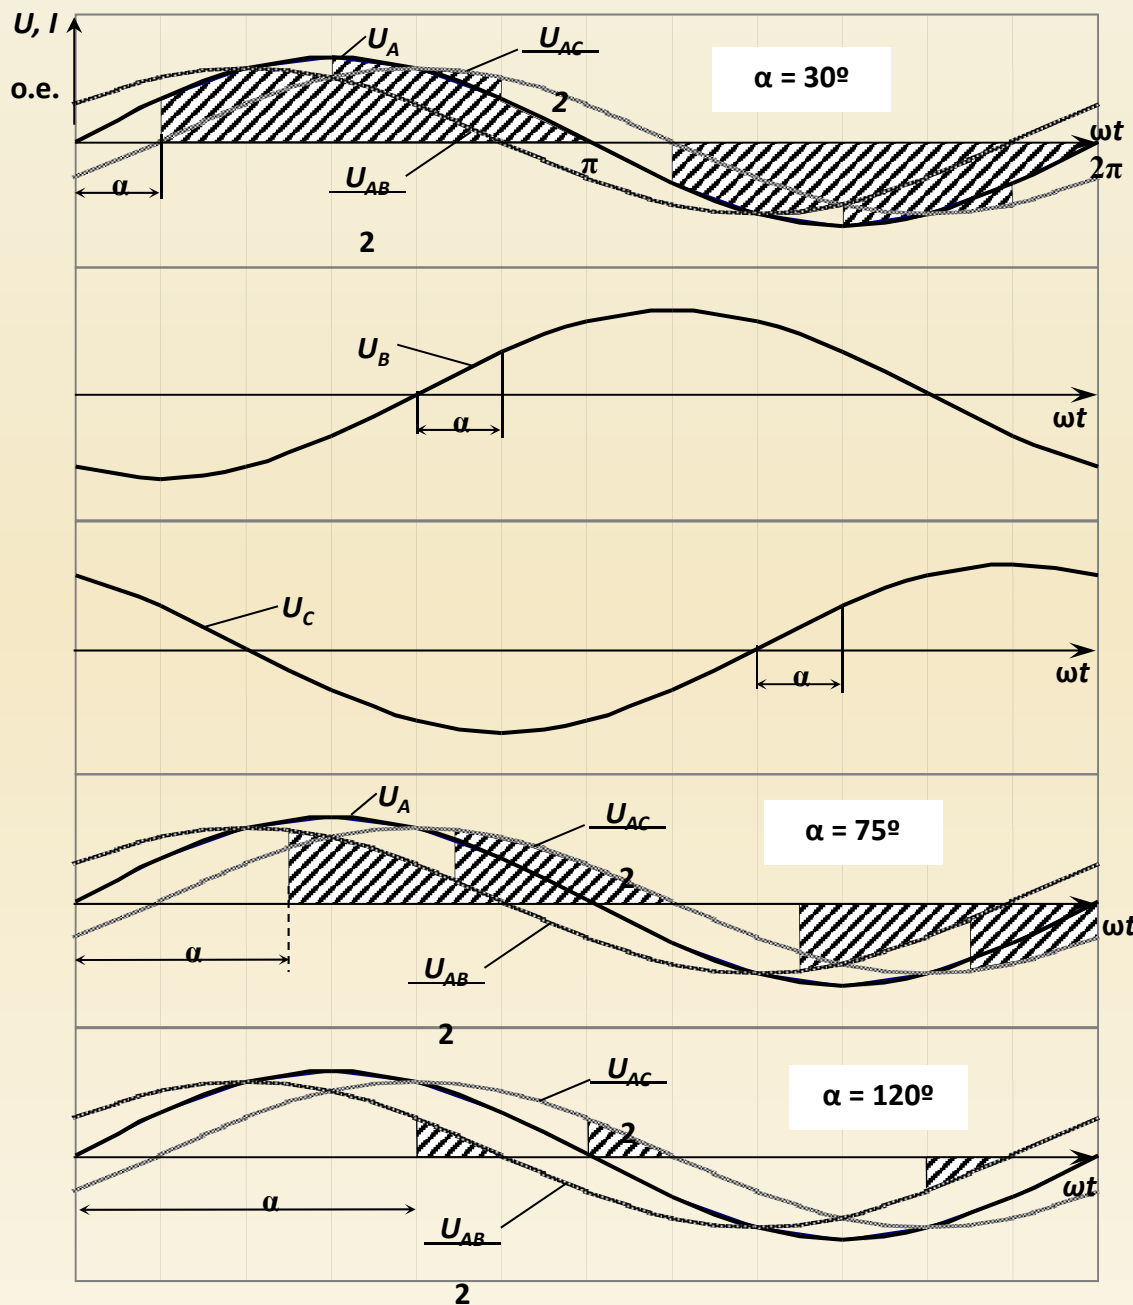 U, I
o.e.
U_A
U_AC
2
α = 30º
ωt
π
2π
α
U_AB
2
U_B
α
ωt
U_C
α
ωt
U_A
U_AC
2
α = 75º
ωt
α
U_AB
2
U_AC
2
α = 120º
ωt
α
U_AB
2